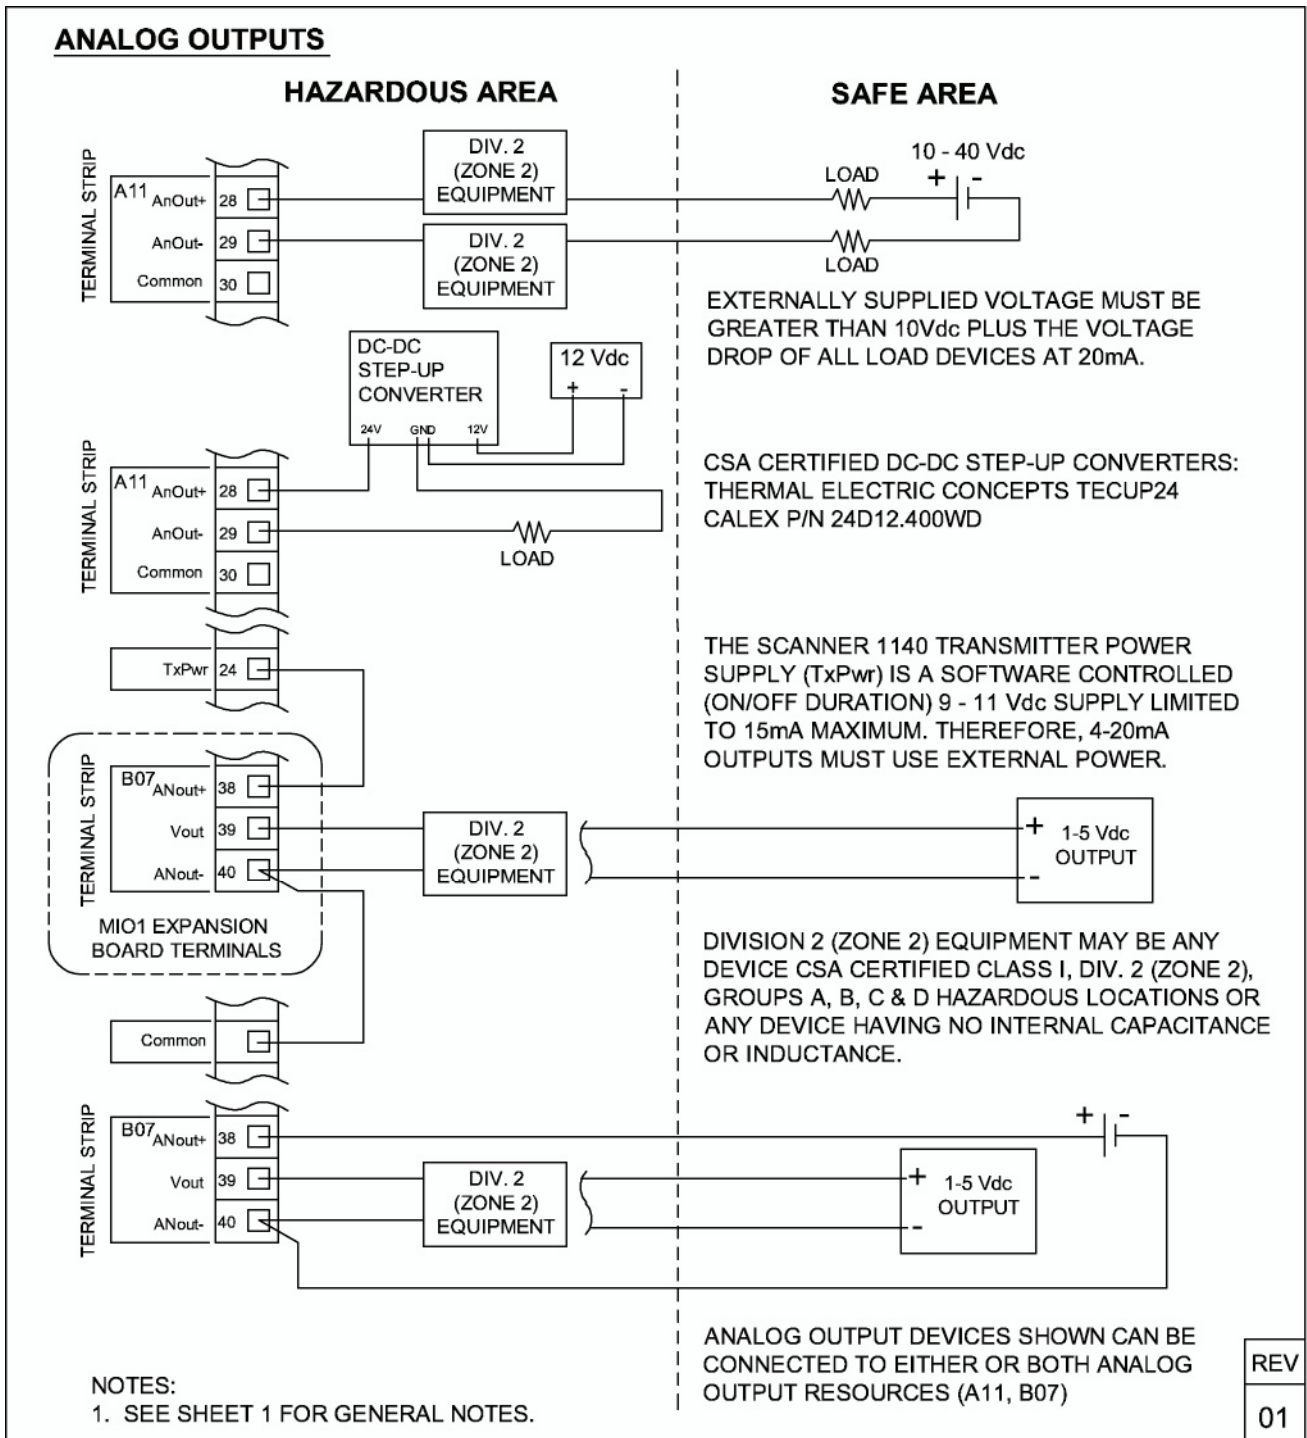 ANALOG OUTPUTS
HAZARDOUS AREA
SAFE AREA
TERMINAL STRIP
A11 AnOut+ 28
AnOut- 29
Common 30
DIV. 2
(ZONE 2)
EQUIPMENT
DIV. 2
(ZONE 2)
EQUIPMENT
10 - 40 Vdc
LOAD
+ -
LOAD
EXTERNALLY SUPPLIED VOLTAGE MUST BE
GREATER THAN 10Vdc PLUS THE VOLTAGE
DROP OF ALL LOAD DEVICES AT 20mA.
DC-DC
STEP-UP
CONVERTER
24V GND 12V
12 Vdc
+ -
TERMINAL STRIP
A11 AnOut+ 28
AnOut- 29
Common 30
LOAD
CSA CERTIFIED DC-DC STEP-UP CONVERTERS:
THERMAL ELECTRIC CONCEPTS TECUP24
CALEX P/N 24D12.400WD
TxPwr 24
THE SCANNER 1140 TRANSMITTER POWER
SUPPLY (TxPwr) IS A SOFTWARE CONTROLLED
(ON/OFF DURATION) 9 - 11 Vdc SUPPLY LIMITED
TO 15mA MAXIMUM. THEREFORE, 4-20mA
OUTPUTS MUST USE EXTERNAL POWER.
TERMINAL STRIP
B07 ANout+ 38
Vout 39
ANout- 40
MIO1 EXPANSION
BOARD TERMINALS
DIV. 2
(ZONE 2)
EQUIPMENT
+ 1-5 Vdc
OUTPUT
-
DIVISION 2 (ZONE 2) EQUIPMENT MAY BE ANY
DEVICE CSA CERTIFIED CLASS I, DIV. 2 (ZONE 2),
GROUPS A, B, C & D HAZARDOUS LOCATIONS OR
ANY DEVICE HAVING NO INTERNAL CAPACITANCE
OR INDUCTANCE.
Common
TERMINAL STRIP
B07 ANout+ 38
Vout 39
ANout- 40
DIV. 2
(ZONE 2)
EQUIPMENT
+ -
+ 1-5 Vdc
OUTPUT
-
ANALOG OUTPUT DEVICES SHOWN CAN BE
CONNECTED TO EITHER OR BOTH ANALOG
OUTPUT RESOURCES (A11, B07)
NOTES:
1. SEE SHEET 1 FOR GENERAL NOTES.
REV
01